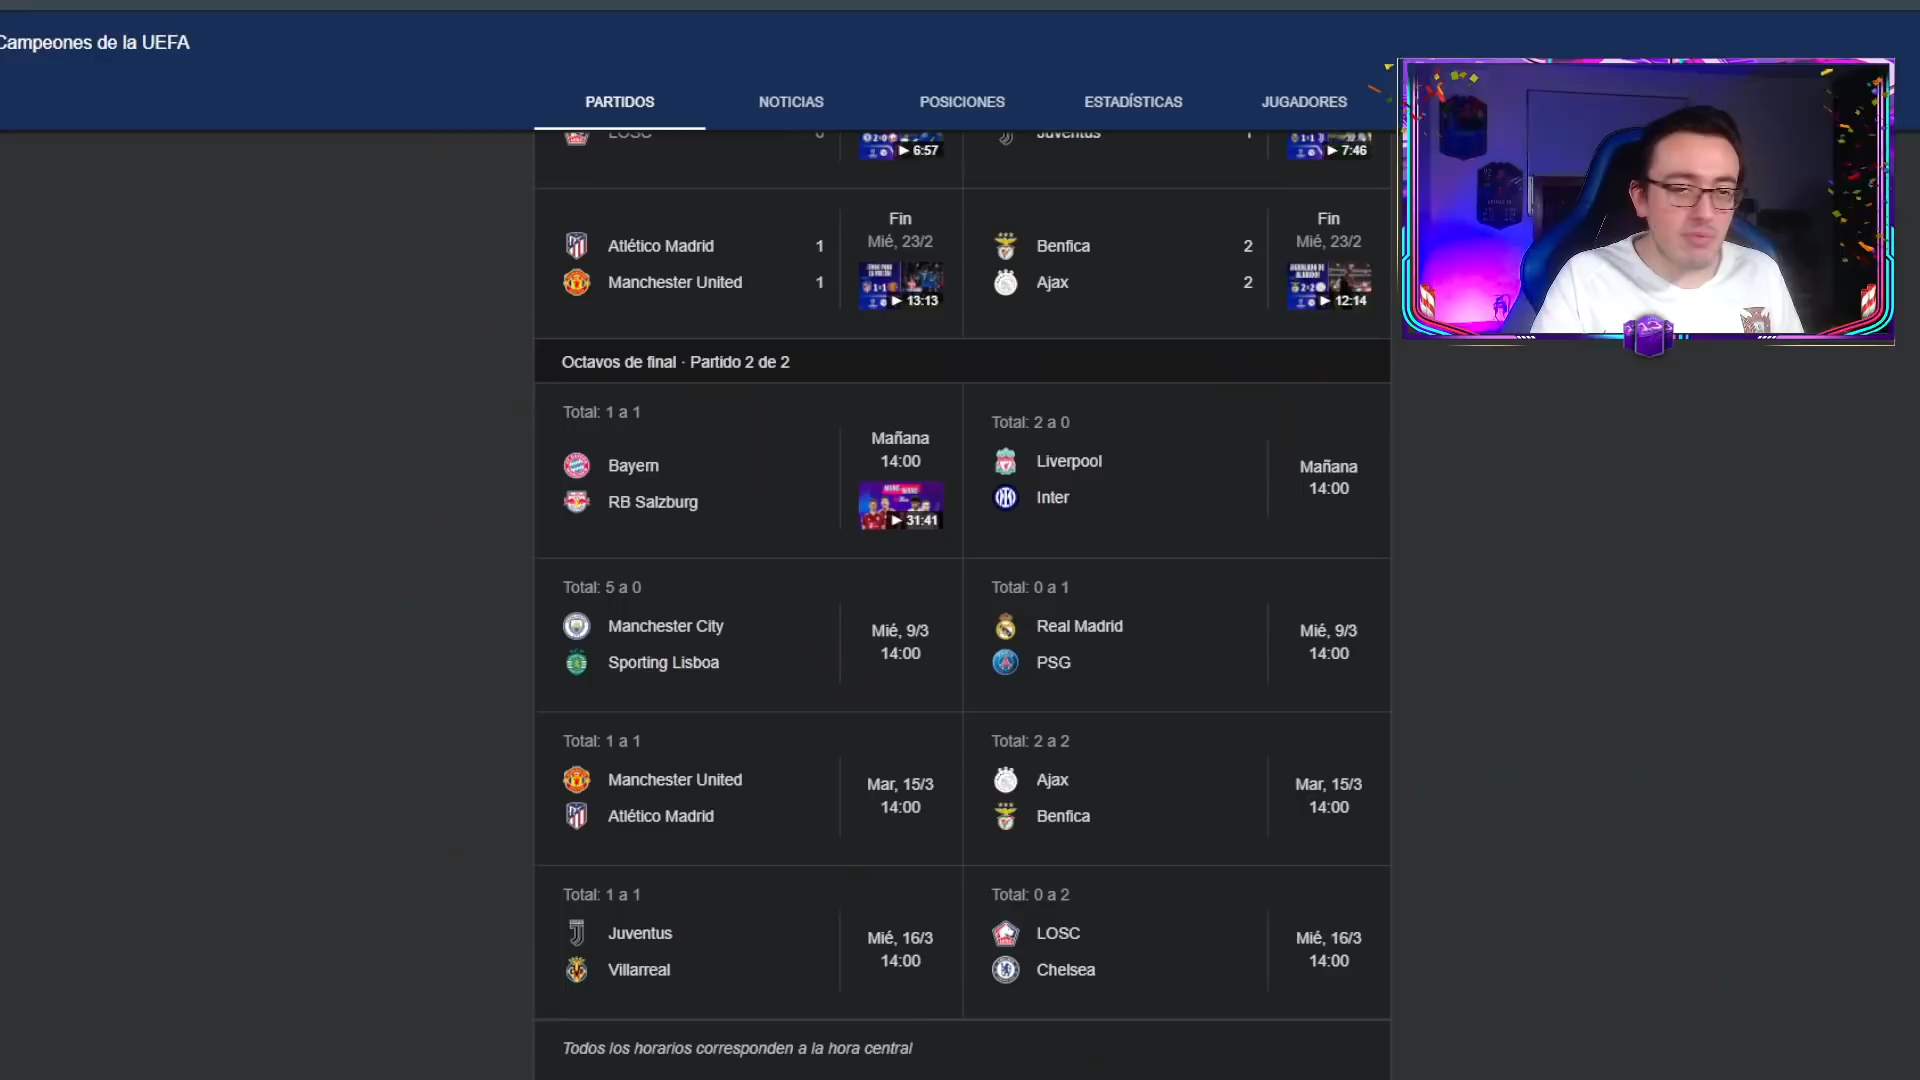 Campeones de la UEFA
PARTIDOS NOTICIAS POSICIONES ESTADÍSTICAS JUGADORES
LOSC
Juventus
6:57
7:46
Fin
Mié, 23/2
Atlético Madrid 1
Manchester United 1
1-1
13:13
Fin
Mié, 23/2
Benfica 2
Ajax 2
2-2
12:14
Octavos de final · Partido 2 de 2
Total: 1 a 1
Bayern
RB Salzburg
Mañana
14:00
31:41
Total: 2 a 0
Liverpool
Inter
Mañana
14:00
Total: 5 a 0
Manchester City
Sporting Lisboa
Mié, 9/3
14:00
Total: 0 a 1
Real Madrid
PSG
Mié, 9/3
14:00
Total: 1 a 1
Manchester United
Atlético Madrid
Mar, 15/3
14:00
Total: 2 a 2
Ajax
Benfica
Mar, 15/3
14:00
Total: 1 a 1
Juventus
Villarreal
Mié, 16/3
14:00
Total: 0 a 2
LOSC
Chelsea
Mié, 16/3
14:00
Todos los horarios corresponden a la hora central